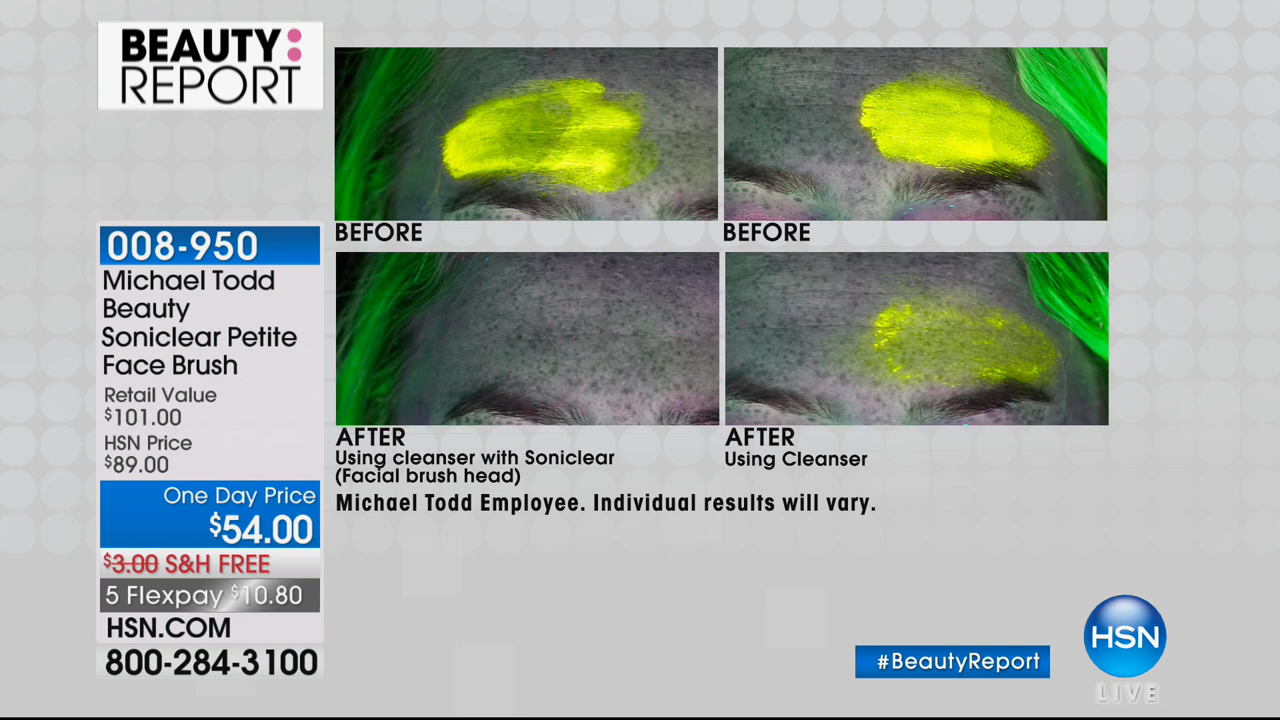 BEAUTY:
REPORT
008-950
Michael Todd
Beauty
Soniclear Petite
Face Brush
Retail Value
$101.00
HSN Price
$89.00
One Day Price
$54.00
$3.00 S&H FREE
5 Flexpay $10.80
HSN.COM
800-284-3100
BEFORE
BEFORE
AFTER
Using cleanser with Soniclear
(Facial brush head)
AFTER
Using Cleanser
Michael Todd Employee. Individual results will vary.
#BeautyReport
HSN
LIVE